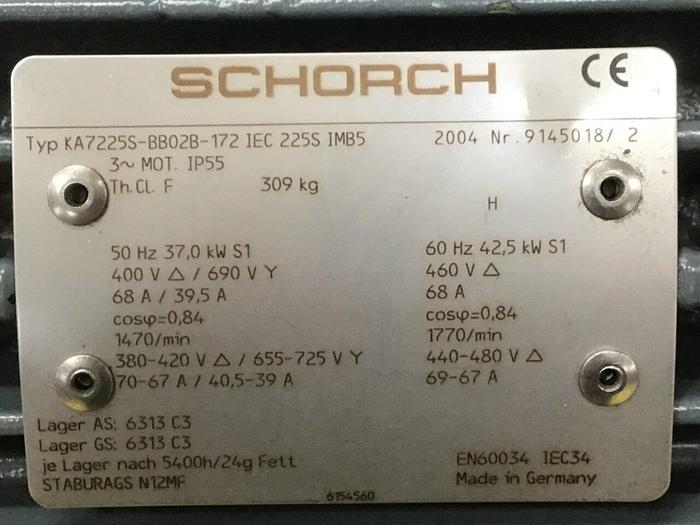 SCHORCH CE
Typ KA7225S-BB02B-172 IEC 225S IMB5 2004 Nr. 9145018/ 2
3~ MOT. IP55
Th.Cl. F 309 kg
H
50 Hz 37,0 kW S1
400 V △ / 690 V Y
68 A / 39,5 A
cosφ=0,84
1470/min
380-420 V △ / 655-725 V Y
70-67 A / 40,5-39 A
60 Hz 42,5 kW S1
460 V △
68 A
cosφ=0,84
1770/min
440-480 V △
69-67 A
Lager AS: 6313 C3
Lager GS: 6313 C3
je Lager nach 5400h/24g Fett
STABURAGS N12MF
EN60034 IEC34
Made in Germany
6154560